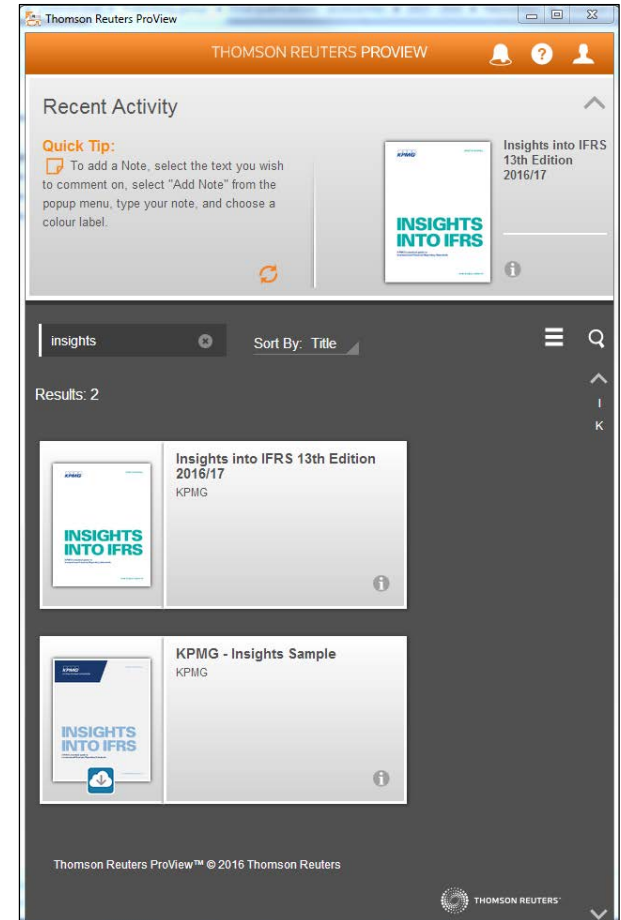 Thomson Reuters ProView
THOMSON REUTERS PROVIEW
Recent Activity
Quick Tip:
To add a Note, select the text you wish
to comment on, select "Add Note" from the
popup menu, type your note, and choose a
colour label.
KPMG
INSIGHTS
INTO IFRS
Insights into IFRS
13th Edition
2016/17
insights
Sort By: Title
Results: 2
I
K
KPMG
INSIGHTS
INTO IFRS
Insights into IFRS 13th Edition
2016/17
KPMG
KPMG
INSIGHTS
INTO IFRS
KPMG - Insights Sample
KPMG
Thomson Reuters ProView™ © 2016 Thomson Reuters
THOMSON REUTERS